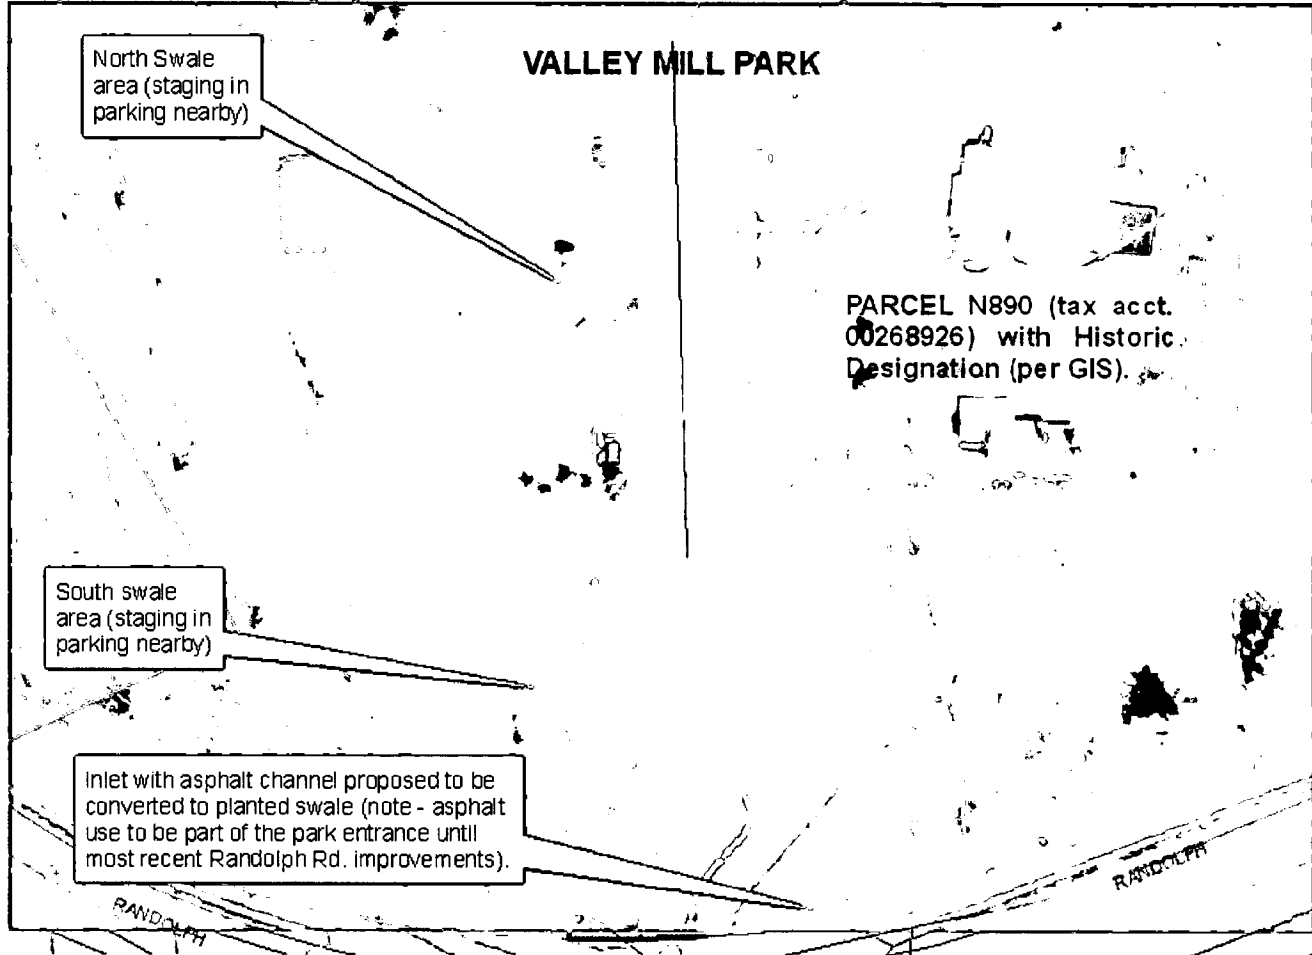 VALLEY MILL PARK
North Swale
area (staging in
parking nearby)
PARCEL N890 (tax acct.
00268926) with Historic
Designation (per GIS).
South swale
area (staging in
parking nearby)
Inlet with asphalt channel proposed to be
converted to planted swale (note - asphalt
use to be part of the park entrance until
most recent Randolph Rd. improvements).
RANDOLPH
RANDOLPH